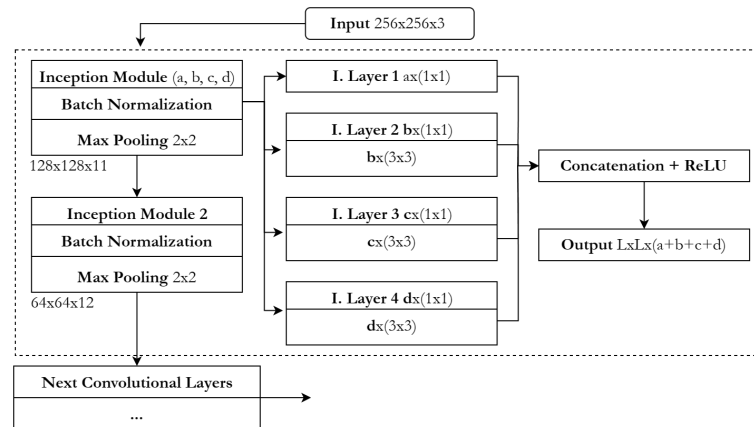 Input 256x256x3
Inception Module (a, b, c, d)
Batch Normalization
Max Pooling 2x2
128x128x11
Inception Module 2
Batch Normalization
Max Pooling 2x2
64x64x12
Next Convolutional Layers
...
I. Layer 1 ax(1x1)
I. Layer 2 bx(1x1)
bx(3x3)
I. Layer 3 cx(1x1)
cx(3x3)
I. Layer 4 dx(1x1)
dx(3x3)
Concatenation + ReLU
Output LxLx(a+b+c+d)